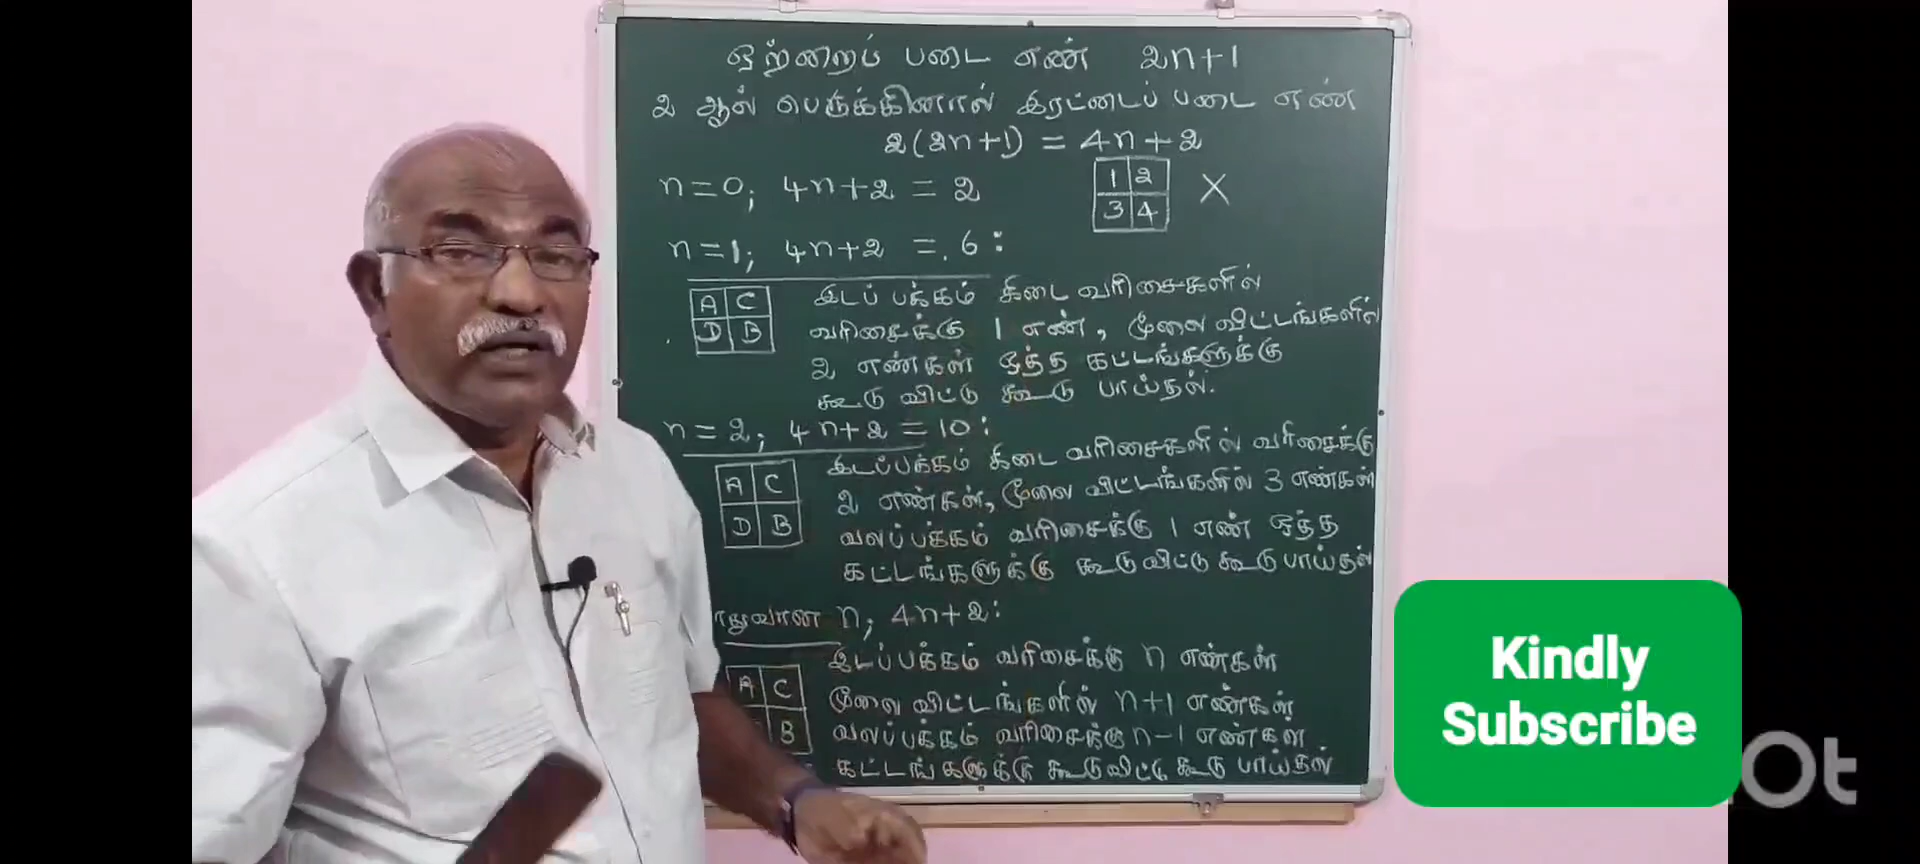 ஒற்றைப் படை எண் 2n+1
2 ஆல் பெருக்கினால் இரட்டைப் படை எண்
2(2n+1) = 4n+2
n=0; 4n+2 = 2
1 2
3 4
X
n=1; 4n+2 = 6:
A C
D B
இடப்பக்கம் கிடை வரிசைகளில்
வரிசைக்கு 1 எண், மூலை விட்டங்களில்
2 எண்கள் ஒத்த கட்டங்களுக்கு
கூடு விட்டு கூடு பாய்தல்.
n=2; 4n+2=10:
A C
D B
இடப்பக்கம் கிடை வரிசைகளில் வரிசைக்கு
2 எண்கள், மூலை விட்டங்களில் 3 எண்கள்
வலப்பக்கம் வரிசைக்கு 1 எண் ஒத்த
கட்டங்களுக்கு கூடுவிட்டு கூடுபாய்தல்
n, 4n+2:
A C
B
இடப்பக்கம் வரிசைக்கு n எண்கள்
மூலை விட்டங்களில் n+1 எண்கள்
வலப்பக்கம் வரிசைக்கு n-1 எண்கள்
கட்டங்களுக்கு கூடுவிட்டு கூடு பாய்தல்
Kindly
Subscribe